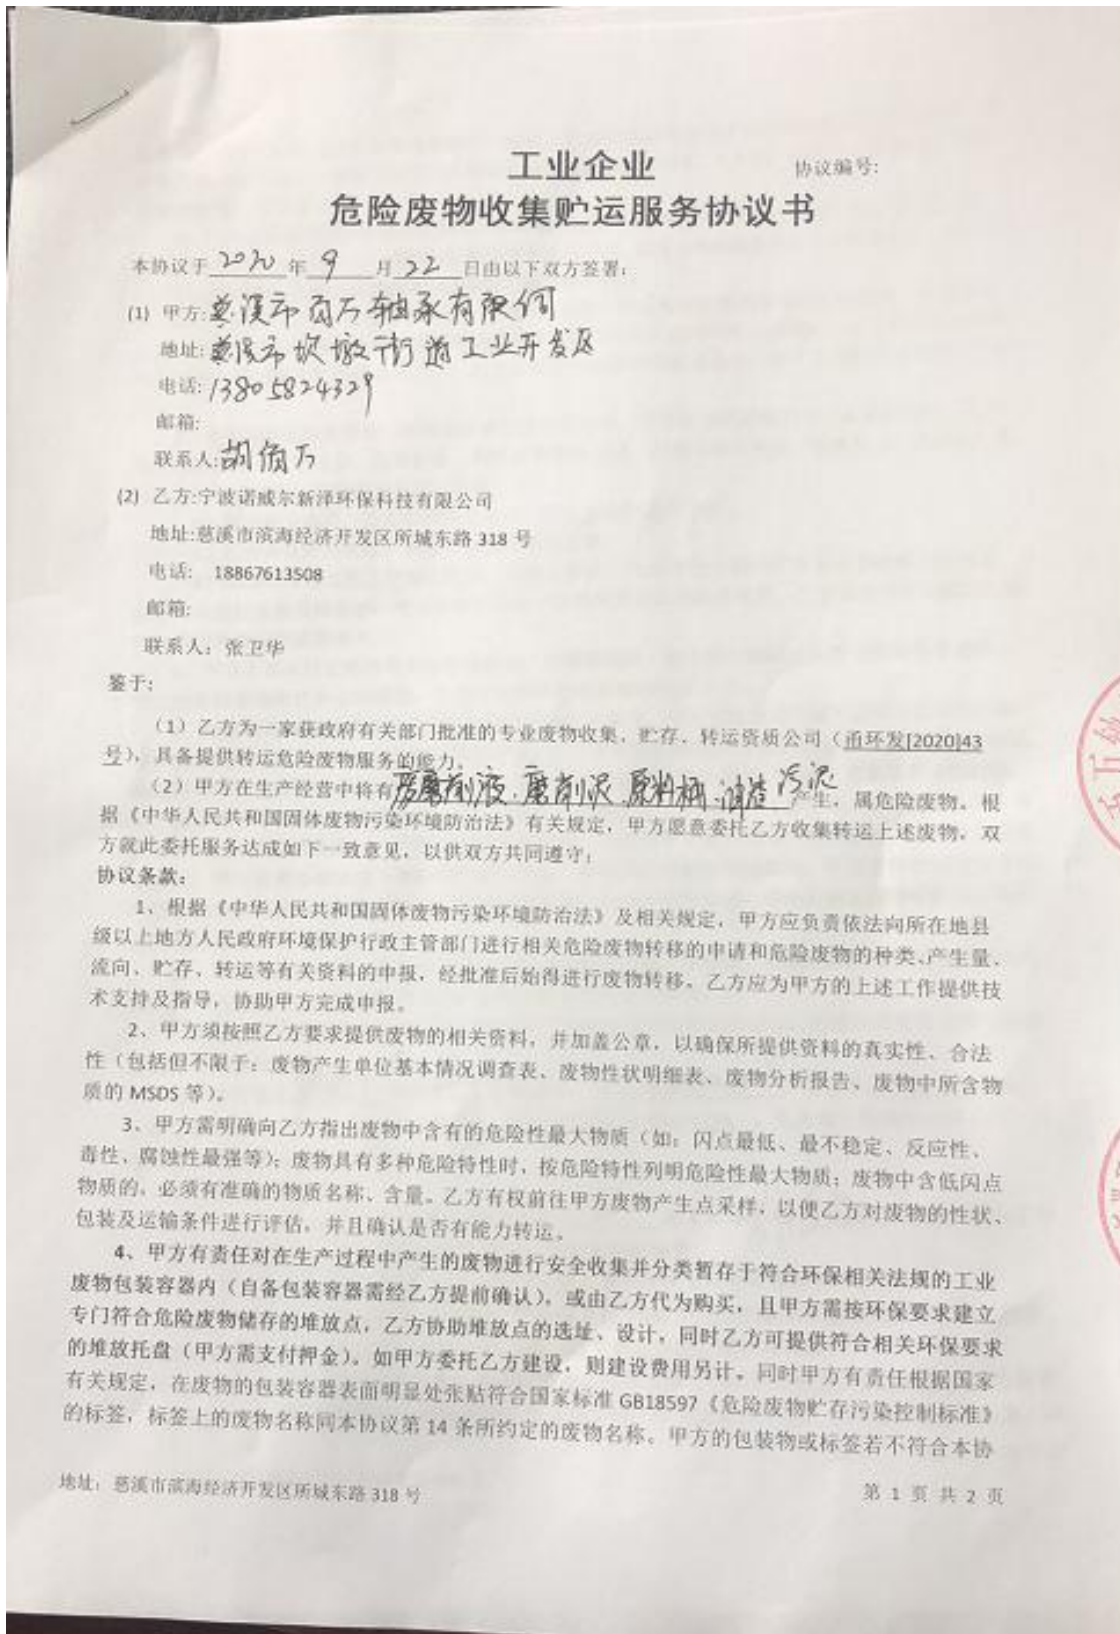 工业企业
协议编号:
危险废物收集贮运服务协议书
本协议于 2020 年 9 月 22 日由以下双方签署:
(1) 甲方:慈溪市佰万轴承有限公司
地址:慈溪市坎墩街道工业开发区
电话:13805824329
邮箱:
联系人:胡佰万
(2) 乙方:宁波诺威尔新泽环保科技有限公司
地址:慈溪市滨海经济开发区所城东路 318 号
电话: 18867613508
邮箱:
联系人:张卫华
鉴于:
(1)乙方为一家获政府有关部门批准的专业废物收集、贮存、转运资质公司(甬环发[2020]43
号),具备提供转运危险废物服务的能力。
(2)甲方在生产经营中将有废磨削液、磨削泥、原料桶、油渣 污泥 产生,属危险废物。根
据《中华人民共和国固体废物污染环境防治法》有关规定,甲方愿意委托乙方收集转运上述废物,双
方就此委托服务达成如下一致意见,以供双方共同遵守:
协议条款:
1、根据《中华人民共和国固体废物污染环境防治法》及相关规定,甲方应负责依法向所在地县
级以上地方人民政府环境保护行政主管部门进行相关危险废物转移的申请和危险废物的种类、产生量、
流向、贮存、转运等有关资料的申报,经批准后始得进行废物转移。乙方应为甲方的上述工作提供技
术支持及指导,协助甲方完成申报。
2、甲方须按照乙方要求提供废物的相关资料,并加盖公章,以确保所提供资料的真实性、合法
性(包括但不限于:废物产生单位基本情况调查表、废物性状明细表、废物分析报告、废物中所含物
质的 MSDS 等)。
3、甲方需明确向乙方指出废物中含有的危险性最大物质(如:闪点最低、最不稳定、反应性、
毒性、腐蚀性最强等);废物具有多种危险特性时,按危险特性列明危险性最大物质;废物中含低闪点
物质的,必须有准确的物质名称、含量。乙方有权前往甲方废物产生点采样,以便乙方对废物的性状、
包装及运输条件进行评估,并且确认是否有能力转运。
4、甲方有责任对在生产过程中产生的废物进行安全收集并分类暂存于符合环保相关法规的工业
废物包装容器内(自备包装容器需经乙方提前确认),或由乙方代为购买,且甲方需按环保要求建立
专门符合危险废物储存的堆放点,乙方协助堆放点的选址、设计,同时乙方可提供符合相关环保要求
的堆放托盘(甲方需支付押金)。如甲方委托乙方建设,则建设费用另计。同时甲方有责任根据国家
有关规定,在废物的包装容器表面明显处张贴符合国家标准 GB18597《危险废物贮存污染控制标准》
的标签,标签上的废物名称同本协议第 14 条所约定的废物名称。甲方的包装物或标签若不符合本协
地址:慈溪市滨海经济开发区所城东路 318 号
第 1 页 共 2 页